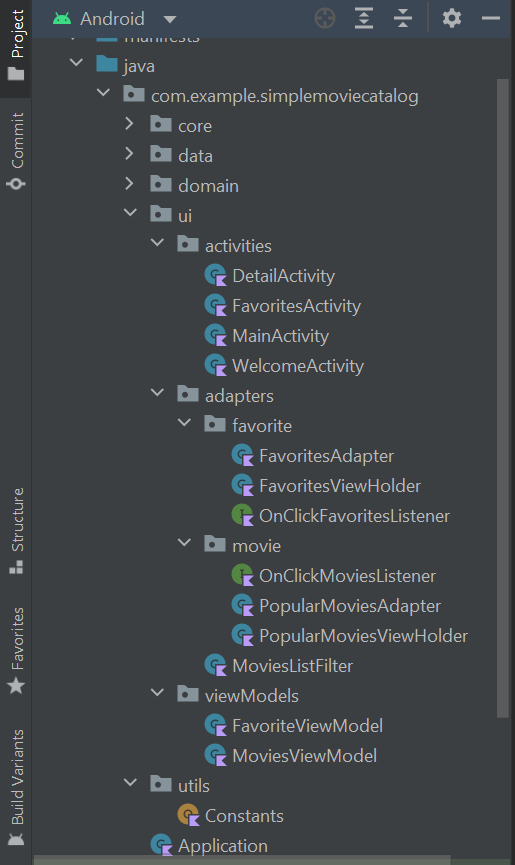 Project
Commit
Structure
Favorites
Build Variants
Android
manifests
java
com.example.simplemoviecatalog
core
data
domain
ui
activities
DetailActivity
FavoritesActivity
MainActivity
WelcomeActivity
adapters
favorite
FavoritesAdapter
FavoritesViewHolder
OnClickFavoritesListener
movie
OnClickMoviesListener
PopularMoviesAdapter
PopularMoviesViewHolder
MoviesListFilter
viewModels
FavoriteViewModel
MoviesViewModel
utils
Constants
Application